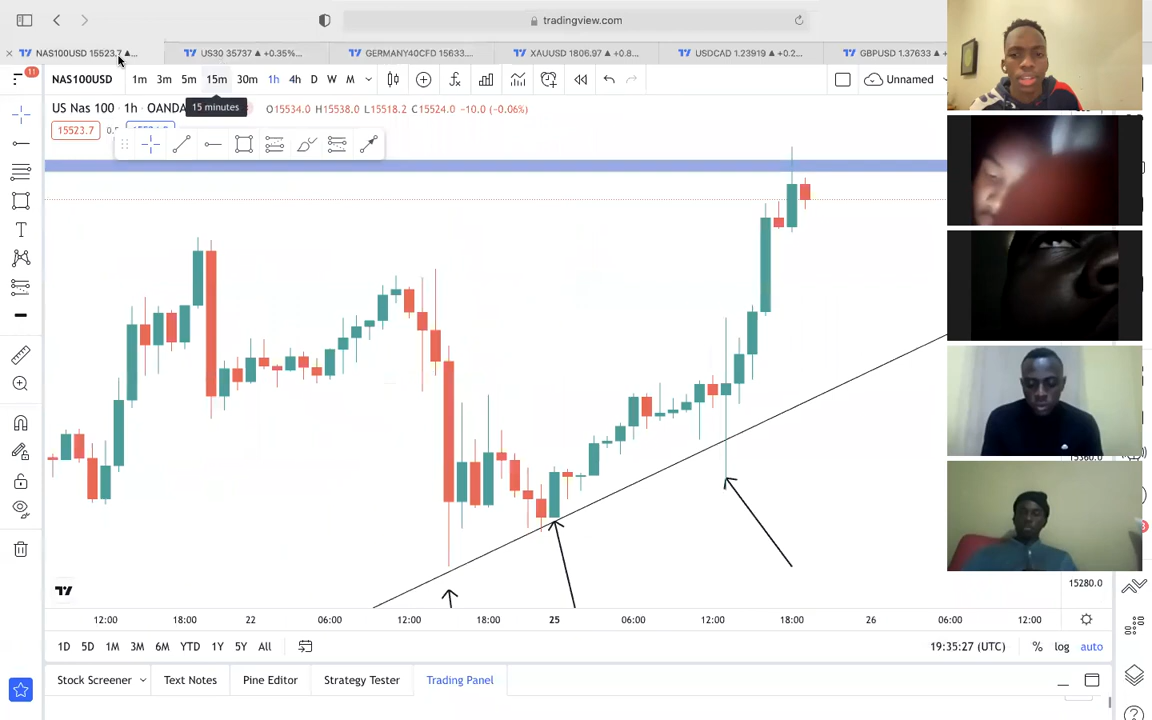 tradingview.com
NAS100USD 15523.7 ▲...
US30 35737 ▲ +0.35%...
GERMANY40CFD 15633....
XAUUSD 1806.97 ▲ +0.8...
USDCAD 1.23919 ▲ +0.2...
GBPUSD 1.37633 ▲
11
NAS100USD
1m 3m 5m 15m 30m 1h 4h D W M
Unnamed
15 minutes
US Nas 100 · 1h · OANDA
O15534.0 H15538.0 L15518.2 C15524.0 −10.0 (−0.06%)
15523.7
15280.0
12:00 18:00 22 06:00 12:00 18:00 25 06:00 12:00 18:00 26 06:00 12:00
1D 5D 1M 3M 6M YTD 1Y 5Y All
19:35:27 (UTC)
% log auto
Stock Screener
Text Notes
Pine Editor
Strategy Tester
Trading Panel